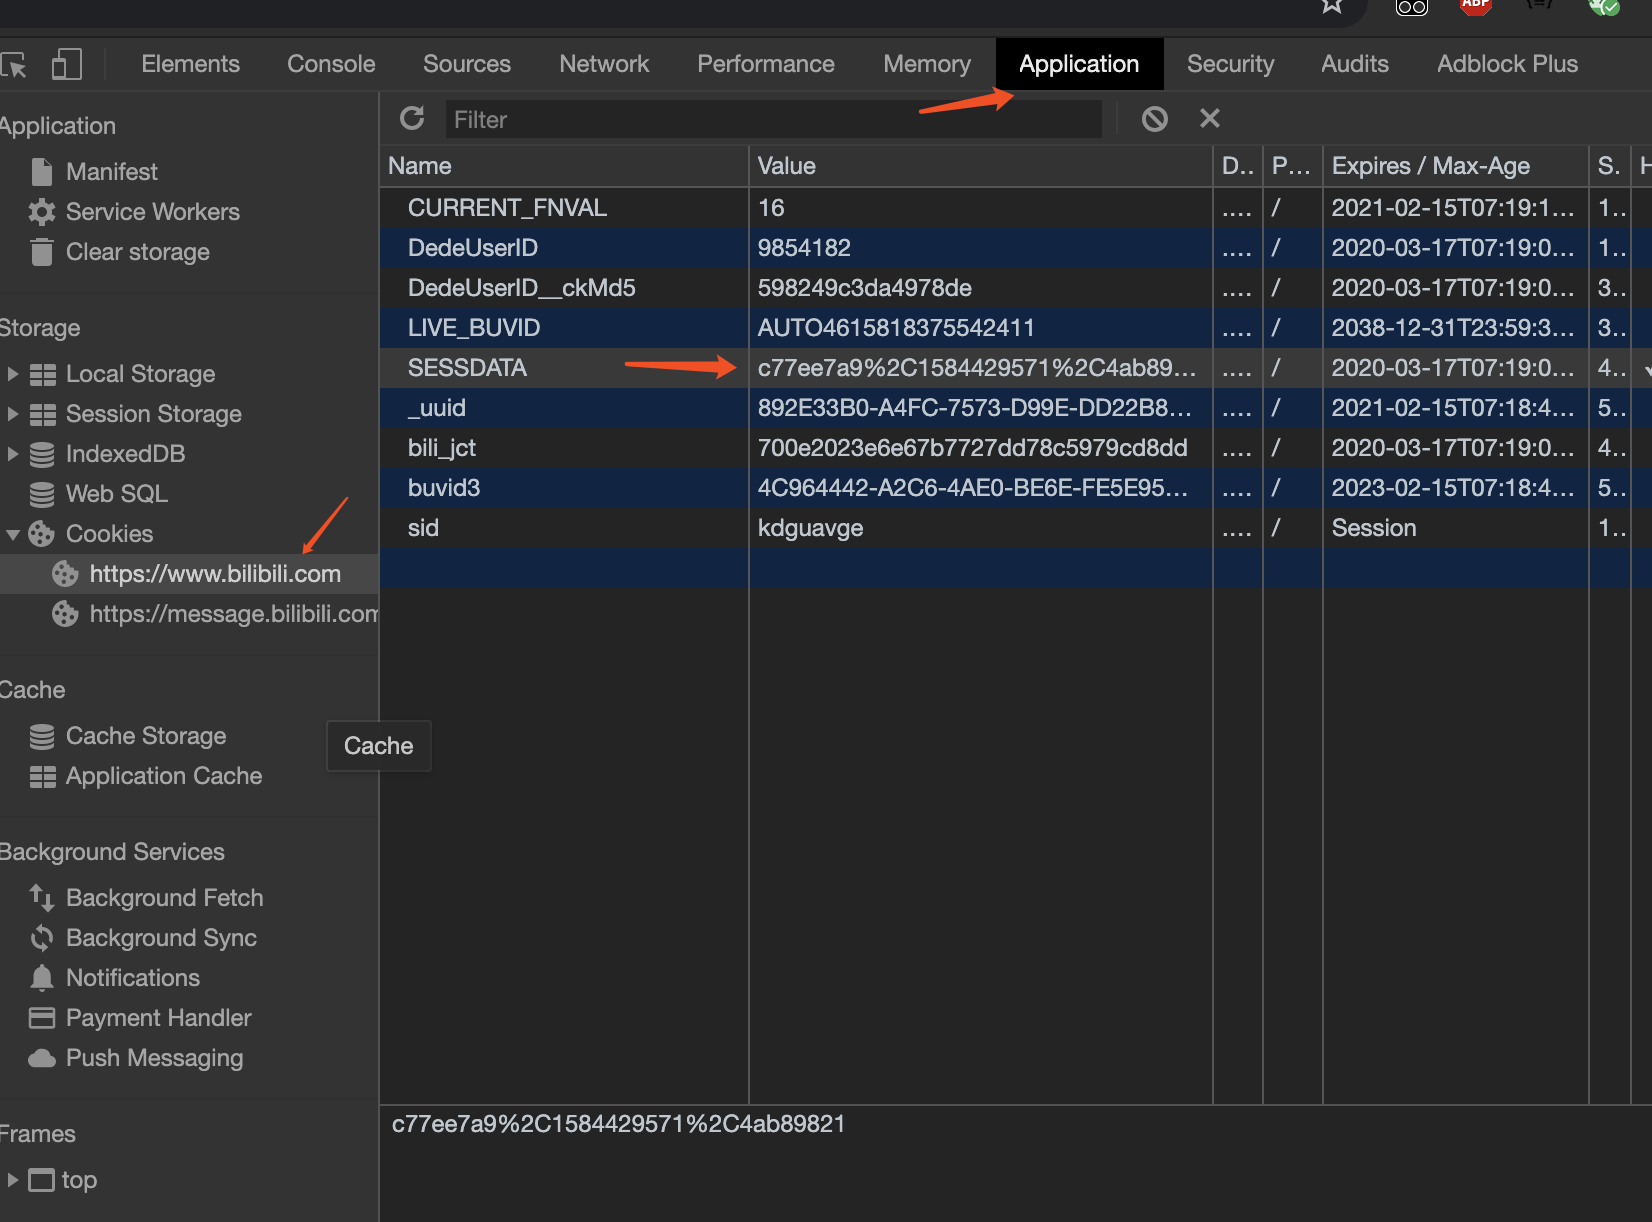 ABP
Elements Console Sources Network Performance Memory Application Security Audits Adblock Plus
Application
Manifest
Service Workers
Clear storage
Storage
Local Storage
Session Storage
IndexedDB
Web SQL
Cookies
https://www.bilibili.com
https://message.bilibili.com
Cache
Cache Storage
Application Cache
Cache
Background Services
Background Fetch
Background Sync
Notifications
Payment Handler
Push Messaging
Frames
top
Filter
Name Value D.. P... Expires / Max-Age S. H
CURRENT_FNVAL 16 .... / 2021-02-15T07:19:1... 1..
DedeUserID 9854182 .... / 2020-03-17T07:19:0... 1..
DedeUserID__ckMd5 598249c3da4978de .... / 2020-03-17T07:19:0... 3..
LIVE_BUVID AUTO4615818375542411 .... / 2038-12-31T23:59:3... 3..
SESSDATA c77ee7a9%2C1584429571%2C4ab89... .... / 2020-03-17T07:19:0... 4..
_uuid 892E33B0-A4FC-7573-D99E-DD22B8... .... / 2021-02-15T07:18:4... 5..
bili_jct 700e2023e6e67b7727dd78c5979cd8dd .... / 2020-03-17T07:19:0... 4..
buvid3 4C964442-A2C6-4AE0-BE6E-FE5E95... .... / 2023-02-15T07:18:4... 5..
sid kdguavge .... / Session 1..
c77ee7a9%2C1584429571%2C4ab89821